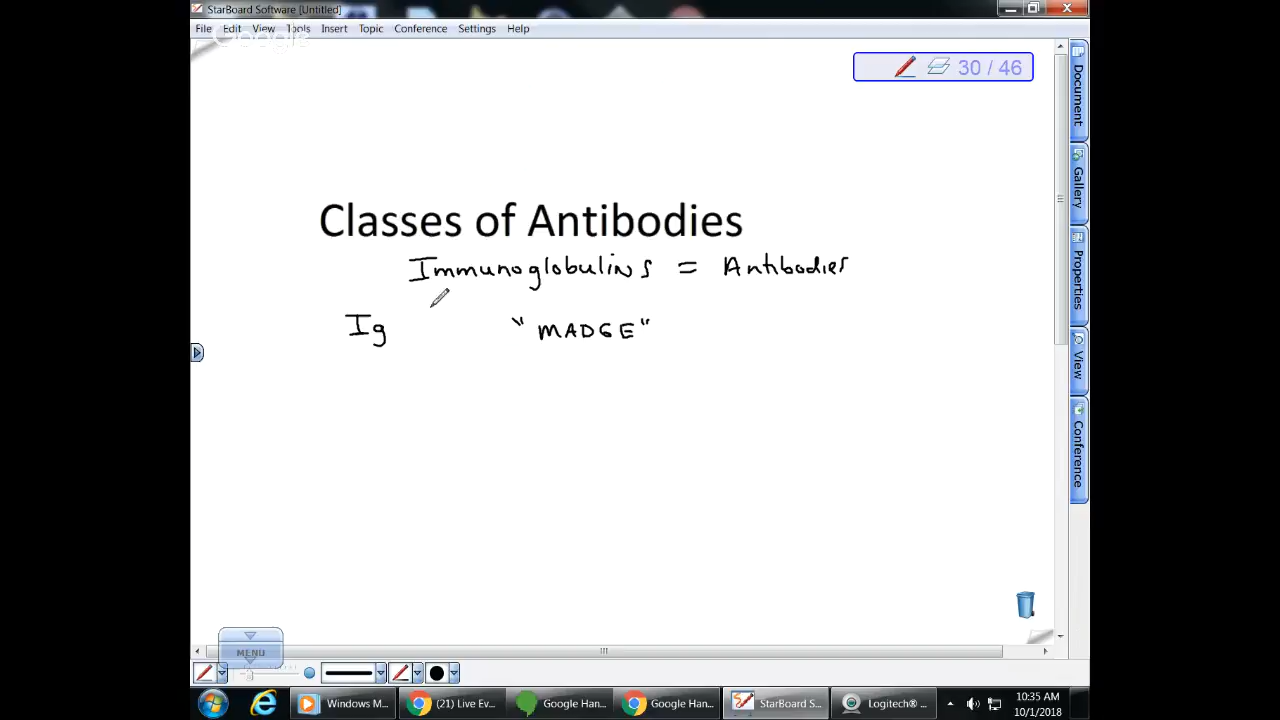 StarBoard Software [Untitled]
File Edit View Tools Insert Topic Conference Settings Help
Google
30 / 46
Document
Gallery
Properties
View
Conference
Classes of Antibodies
Immunoglobulins = Antibodies
Ig "MADGE"
MENU
Windows M...
(21) Live Ev...
Google Han...
Google Han...
StarBoard S...
Logitech® ...
10:35 AM
10/1/2018